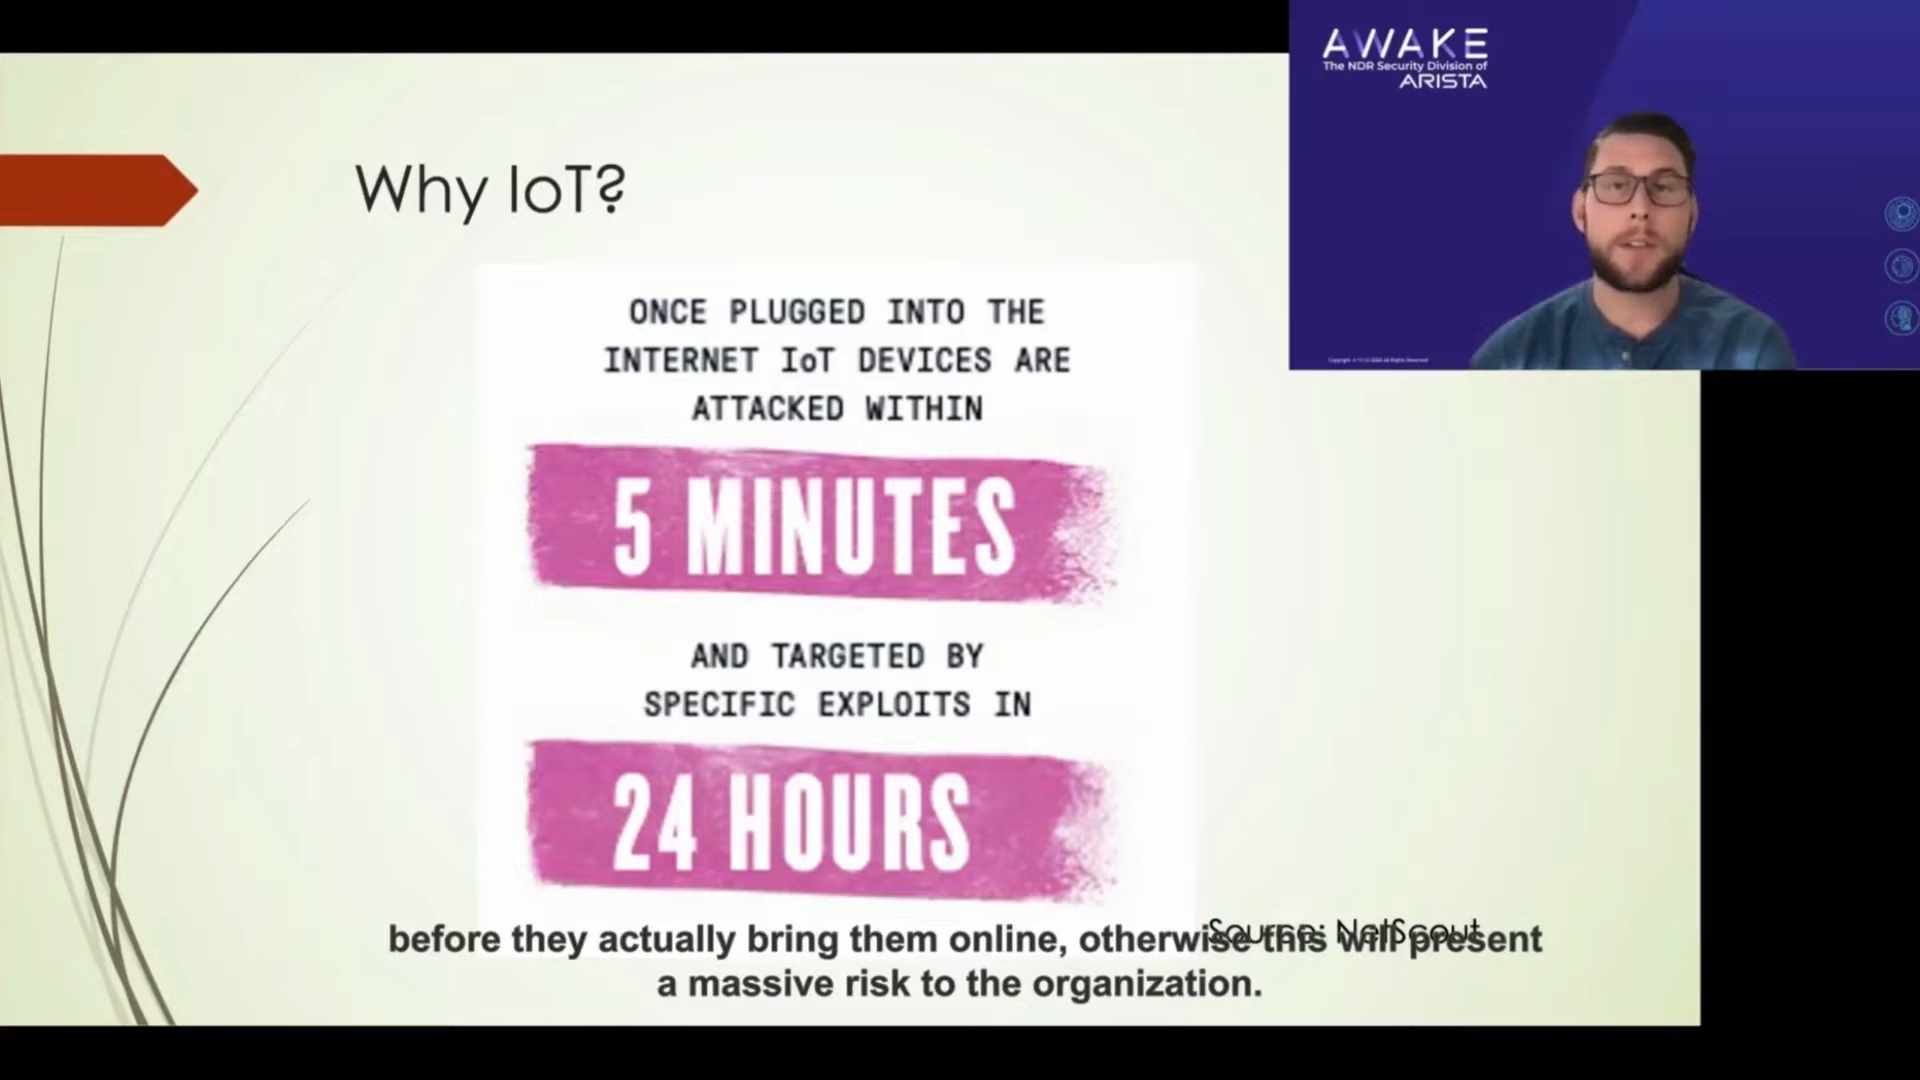 AWAKE
The NDR Security Division of
ARISTA
Why IoT?
ONCE PLUGGED INTO THE
INTERNET IoT DEVICES ARE
ATTACKED WITHIN
5 MINUTES
AND TARGETED BY
SPECIFIC EXPLOITS IN
24 HOURS
Source: NetScout
before they actually bring them online, otherwise this will present
a massive risk to the organization.